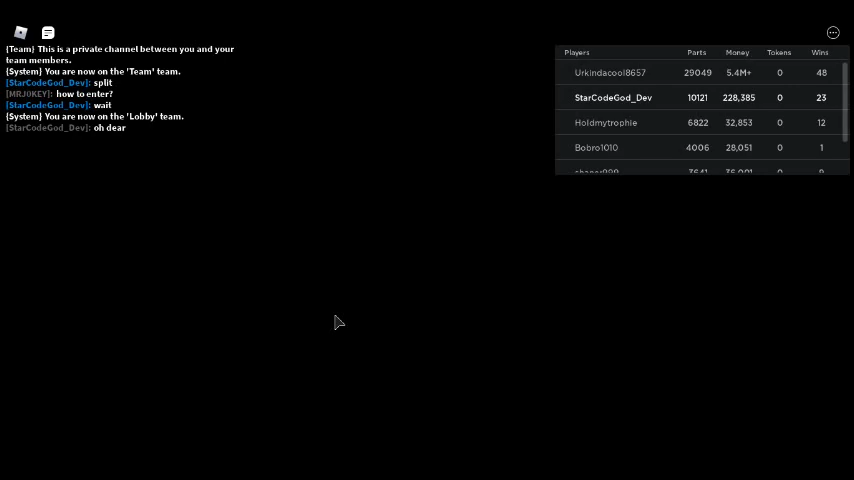 {Team} This is a private channel between you and your
team members.
{System} You are now on the 'Team' team.
[StarCodeGod_Dev]: split
[MRJ0KEY]: how to enter?
[StarCodeGod_Dev]: wait
{System} You are now on the 'Lobby' team.
[StarCodeGod_Dev]: oh dear
Players Parts Money Tokens Wins
Urkindacool8657 29049 5.4M+ 0 48
StarCodeGod_Dev 10121 228,385 0 23
Holdmytrophie 6822 32,853 0 12
Bobro1010 4006 28,051 0 1